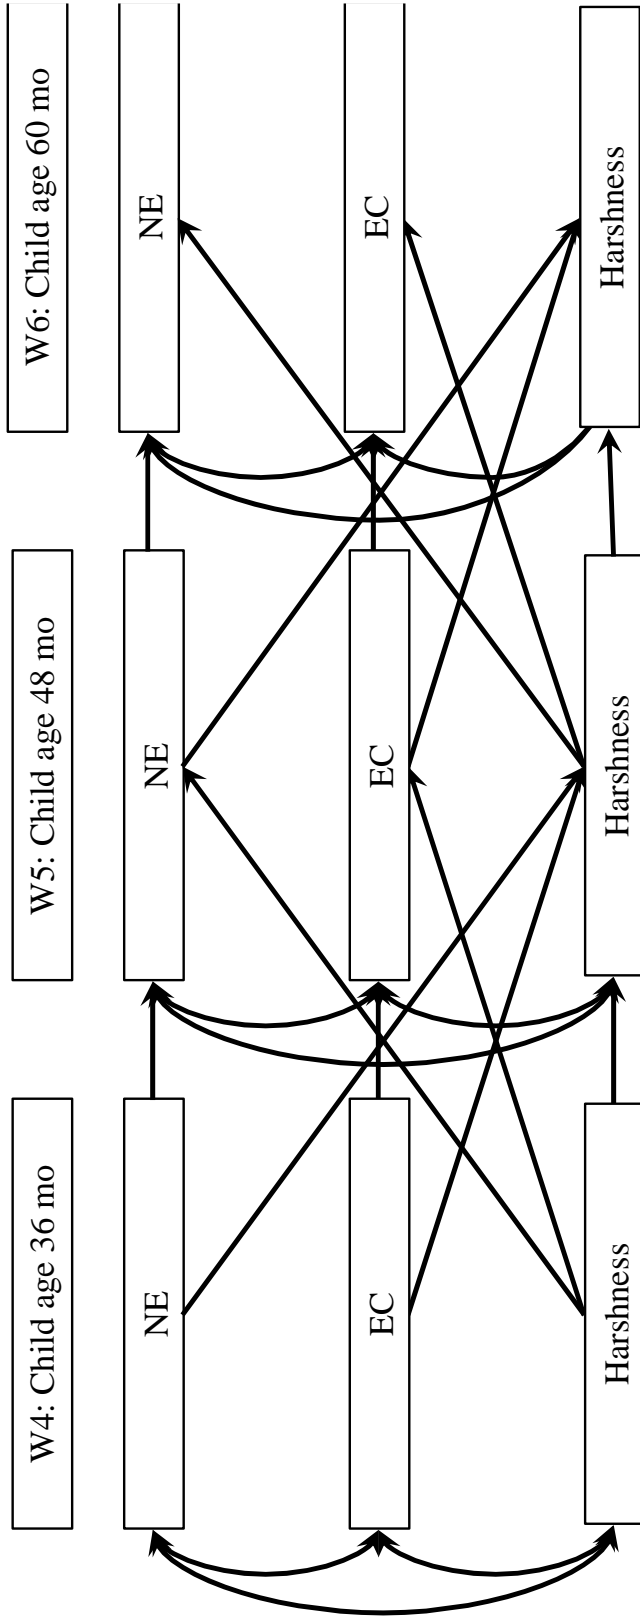 W4: Child age 36 mo
W5: Child age 48 mo
W6: Child age 60 mo
NE
NE
NE
EC
EC
EC
Harshness
Harshness
Harshness